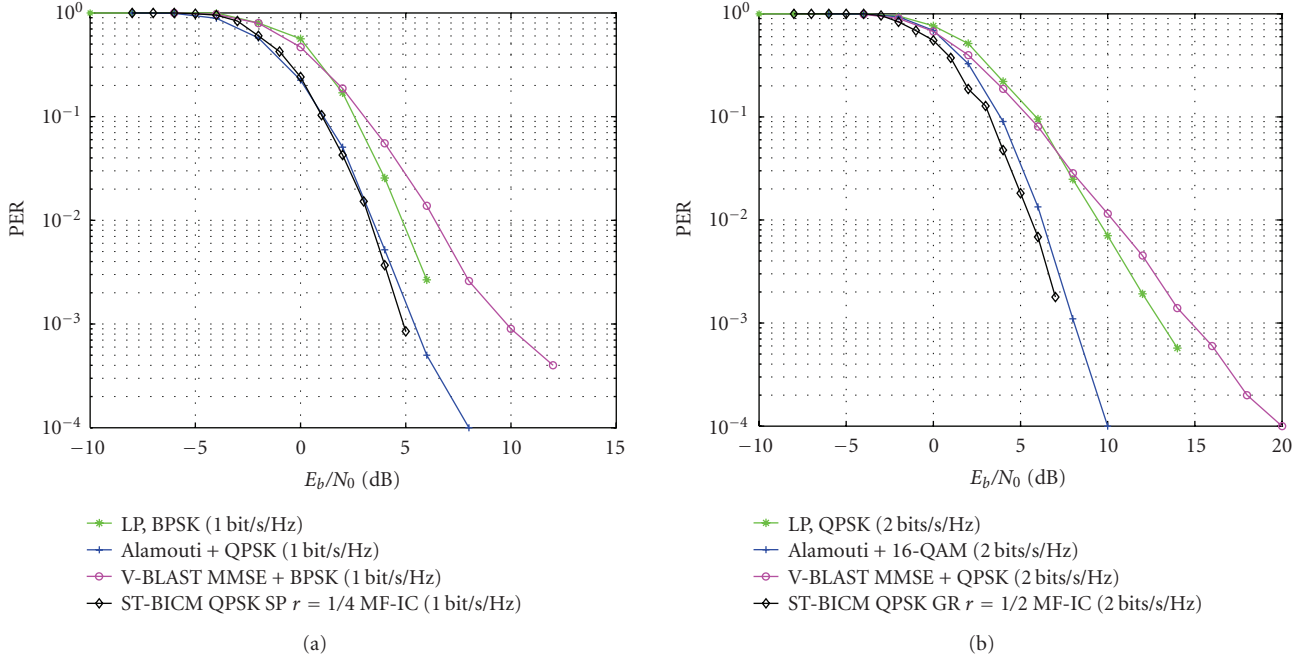 10^0
10^−1
10^−2
10^−3
10^−4
PER
−10 −5 0 5 10 15
E_b/N_0 (dB)
LP, BPSK (1 bit/s/Hz)
Alamouti + QPSK (1 bit/s/Hz)
V-BLAST MMSE + BPSK (1 bit/s/Hz)
ST-BICM QPSK SP r = 1/4 MF-IC (1 bit/s/Hz)
(a)
10^0
10^−1
10^−2
10^−3
10^−4
PER
−10 −5 0 5 10 15 20
E_b/N_0 (dB)
LP, QPSK (2 bits/s/Hz)
Alamouti + 16-QAM (2 bits/s/Hz)
V-BLAST MMSE + QPSK (2 bits/s/Hz)
ST-BICM QPSK GR r = 1/2 MF-IC (2 bits/s/Hz)
(b)